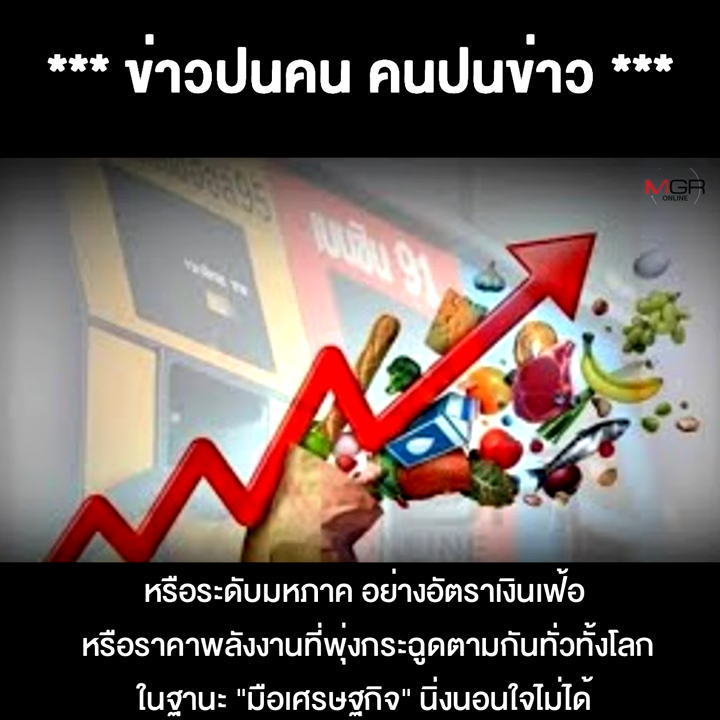 *** ข่าวปนคน คนปนข่าว ***
MGR
ONLINE
เบนซิน 91
หรือระดับมหภาค อย่างอัตราเงินเฟ้อ
หรือราคาพลังงานที่พุ่งกระฉูดตามกันทั่วทั้งโลก
ในฐานะ "มือเศรษฐกิจ" นิ่งนอนใจไม่ได้